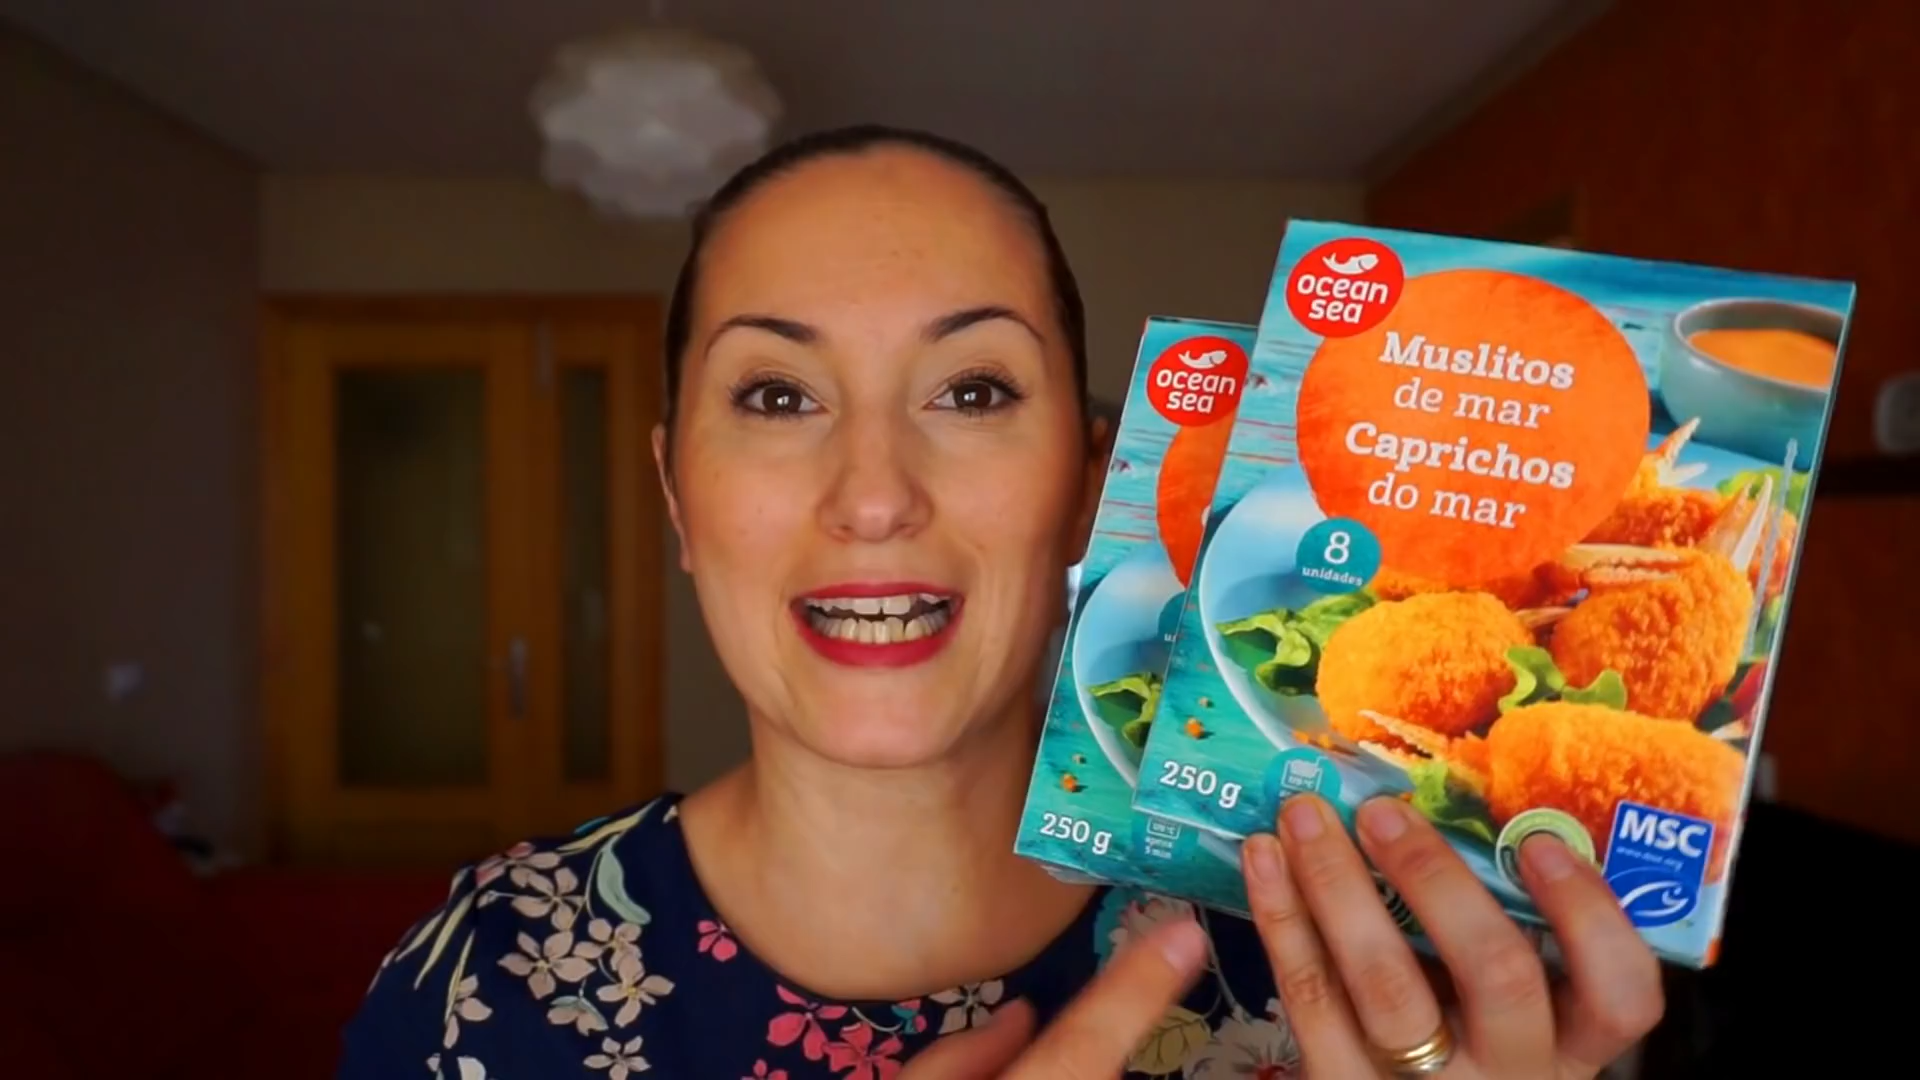 ocean
sea
Muslitos
de mar
Caprichos
do mar
8
unidades
250 g
MSC
ocean
sea
250 g